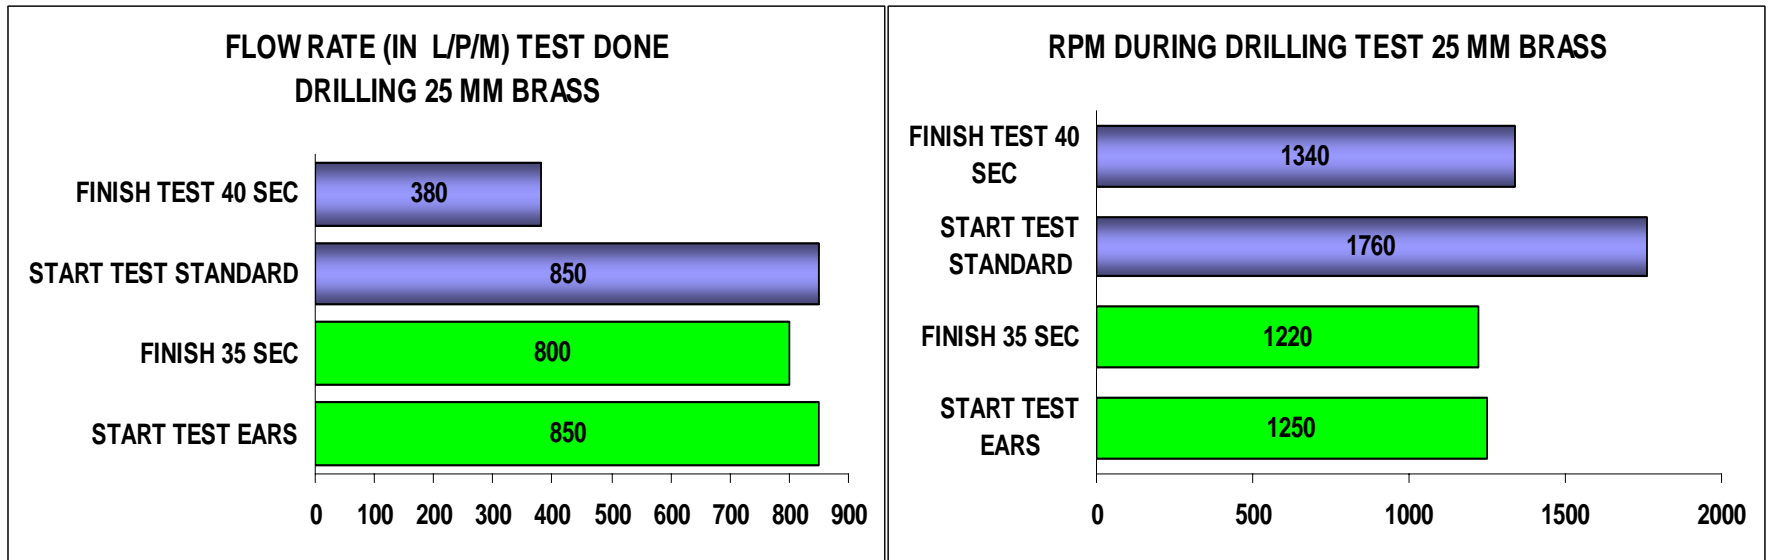 FLOW RATE (IN L/P/M) TEST DONE
DRILLING 25 MM BRASS
FINISH TEST 40 SEC
380
START TEST STANDARD
850
FINISH 35 SEC
800
START TEST EARS
850
0 100 200 300 400 500 600 700 800 900
RPM DURING DRILLING TEST 25 MM BRASS
FINISH TEST 40
SEC
1340
START TEST
STANDARD
1760
FINISH 35 SEC
1220
START TEST
EARS
1250
0 500 1000 1500 2000